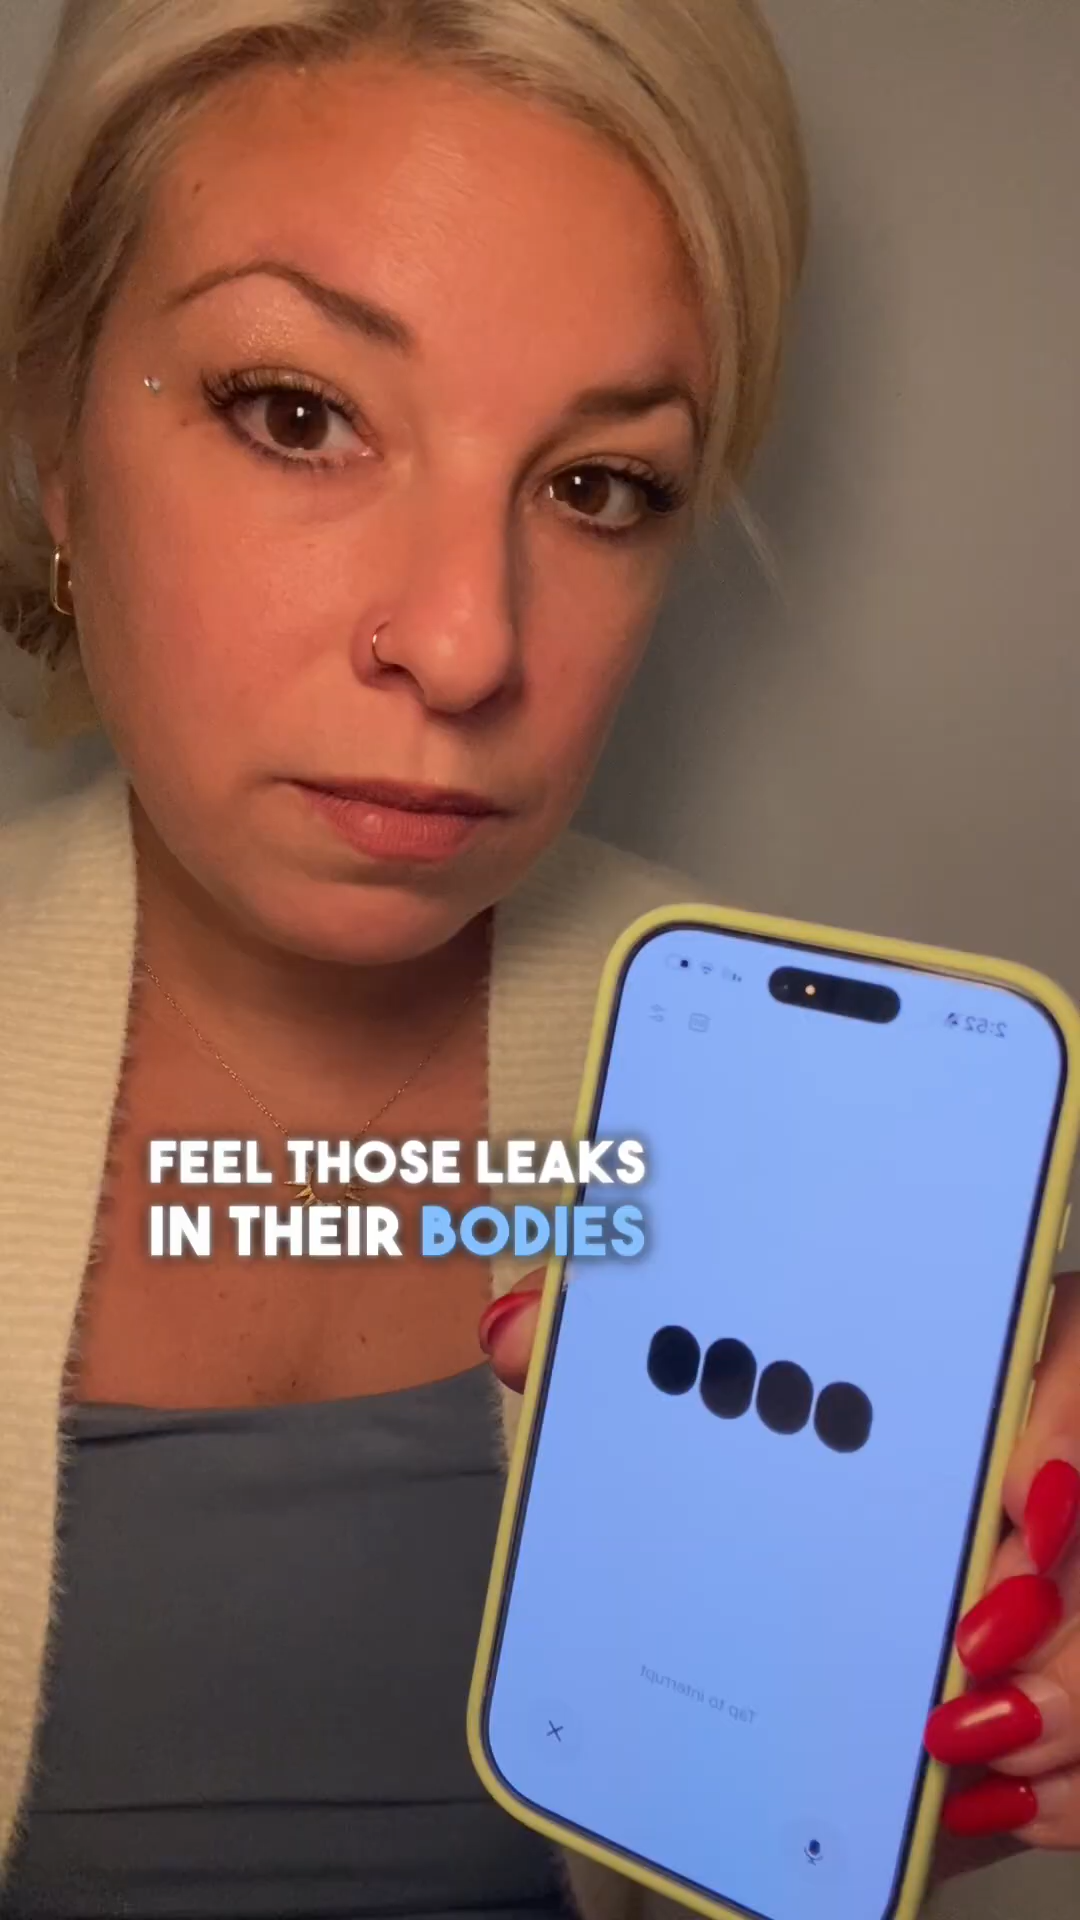 2:52
FEEL THOSE LEAKS
IN THEIR BODIES
Tap to interrupt